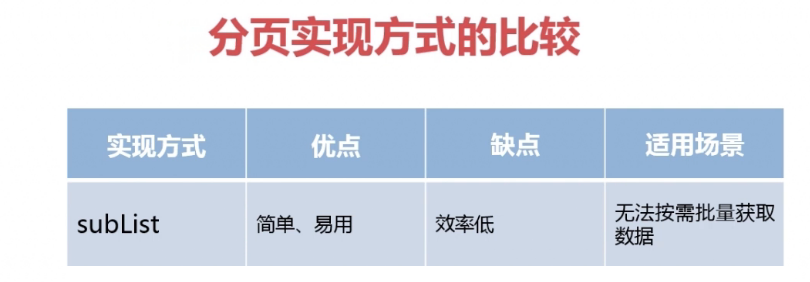 分页实现方式的比较
实现方式 优点 缺点 适用场景
subList 简单、易用 效率低 无法按需批量获取
数据